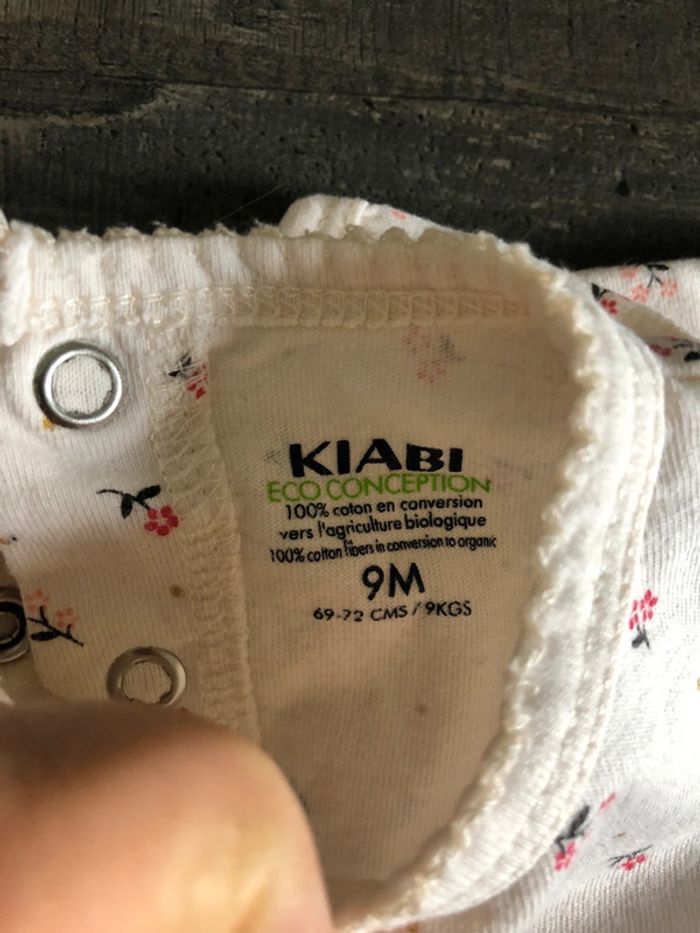 KIABI
ECO CONCEPTION
100% coton en conversion
vers l'agriculture biologique
100% cotton fibers in conversion to organic
9M
69-72 CMS / 9KGS